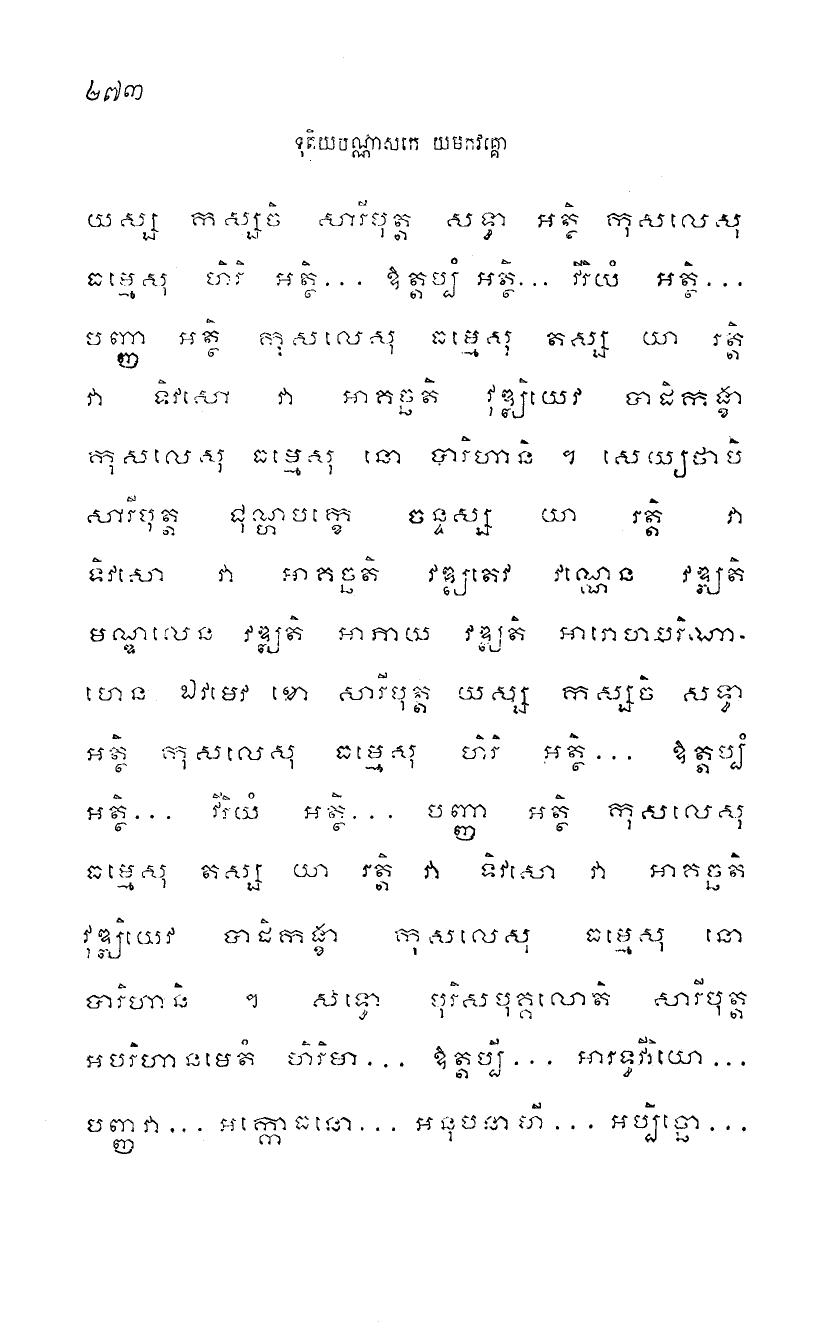 ២៧៣
ទុតិយបណ្ណាសកេ យមកវគ្គោ
យស្ស កស្សចិ សារីបុត្ត សទ្ធា អត្ថិ កុសលេសុ
ធម្មេសុ ហិរិ អត្ថិ... ឱត្តប្បំ អត្ថិ... វីរិយំ អត្ថិ...
បញ្ញា អត្ថិ កុសលេសុ ធម្មេសុ តស្ស យា រត្តិ
វា ទិវសោ វា អាគច្ឆតិ វុឌ្ឍិយេវ បាដិកង្ខា
កុសលេសុ ធម្មេសុ នោ បារិហានិ ។ សេយ្យថាបិ
សារីបុត្ត ជុណ្ហបក្ខេ ចន្ទស្ស យា រត្តិ វា
ទិវសោ វា អាគច្ឆតិ វឌ្ឍតេវ វណ្ណេន វឌ្ឍតិ
មណ្ឌលេន វឌ្ឍតិ អាភាយ វឌ្ឍតិ អារោហបរិណា-
ហេន ឯវមេវ ខោ សារីបុត្ត យស្ស កស្សចិ សទ្ធា
អត្ថិ កុសលេសុ ធម្មេសុ ហិរិ អត្ថិ... ឱត្តប្បំ
អត្ថិ... វីរិយំ អត្ថិ... បញ្ញា អត្ថិ កុសលេសុ
ធម្មេសុ តស្ស យា រត្តិ វា ទិវសោ វា អាគច្ឆតិ
វុឌ្ឍិយេវ បាដិកង្ខា កុសលេសុ ធម្មេសុ នោ
បារិហានិ ។ សទ្ធោ បុរិសបុគ្គលោតិ សារីបុត្ត
អបរិហានមេតំ ហិរិមា... ឱត្តប្បី... អារទ្ធវីរិយោ...
បញ្ញវា... អក្កោធនោ... អនុបនាហី... អប្បិច្ឆោ...